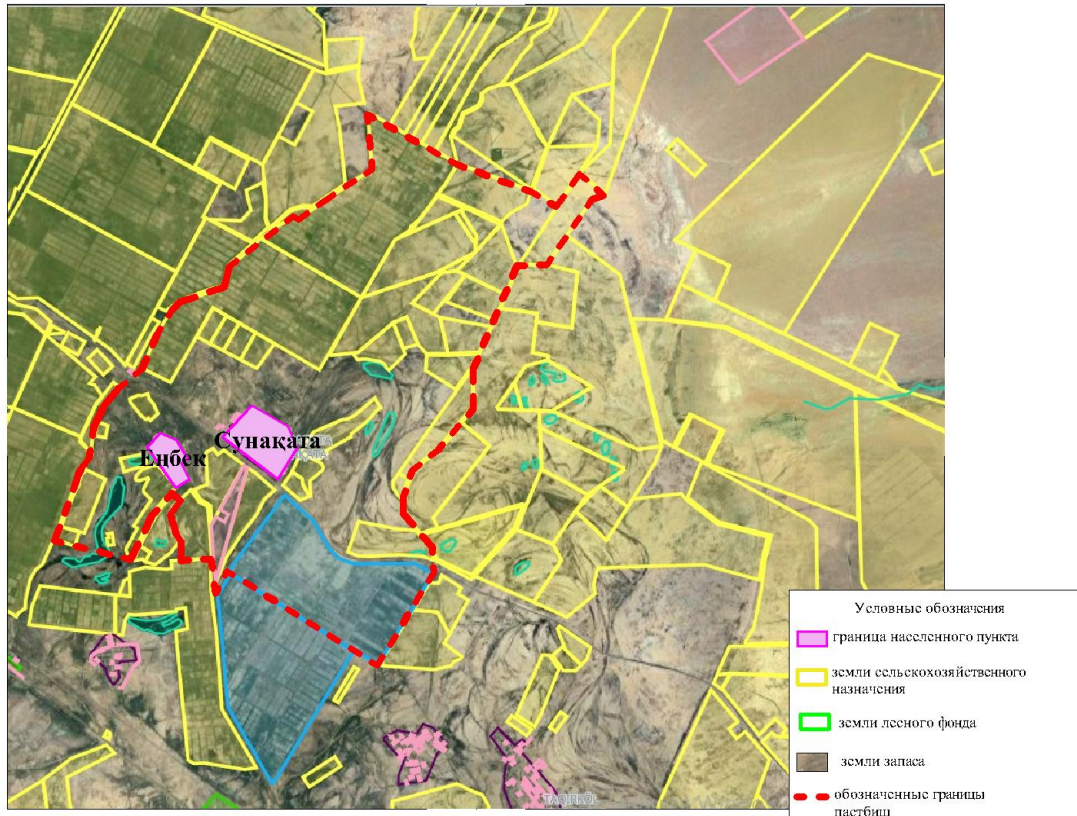 Сунақата
Еңбек
Условные обозначения
граница населенного пункта
земли сельскохозяйственного
назначения
земли лесного фонда
земли запаса
обозначенные границы
пастбищ